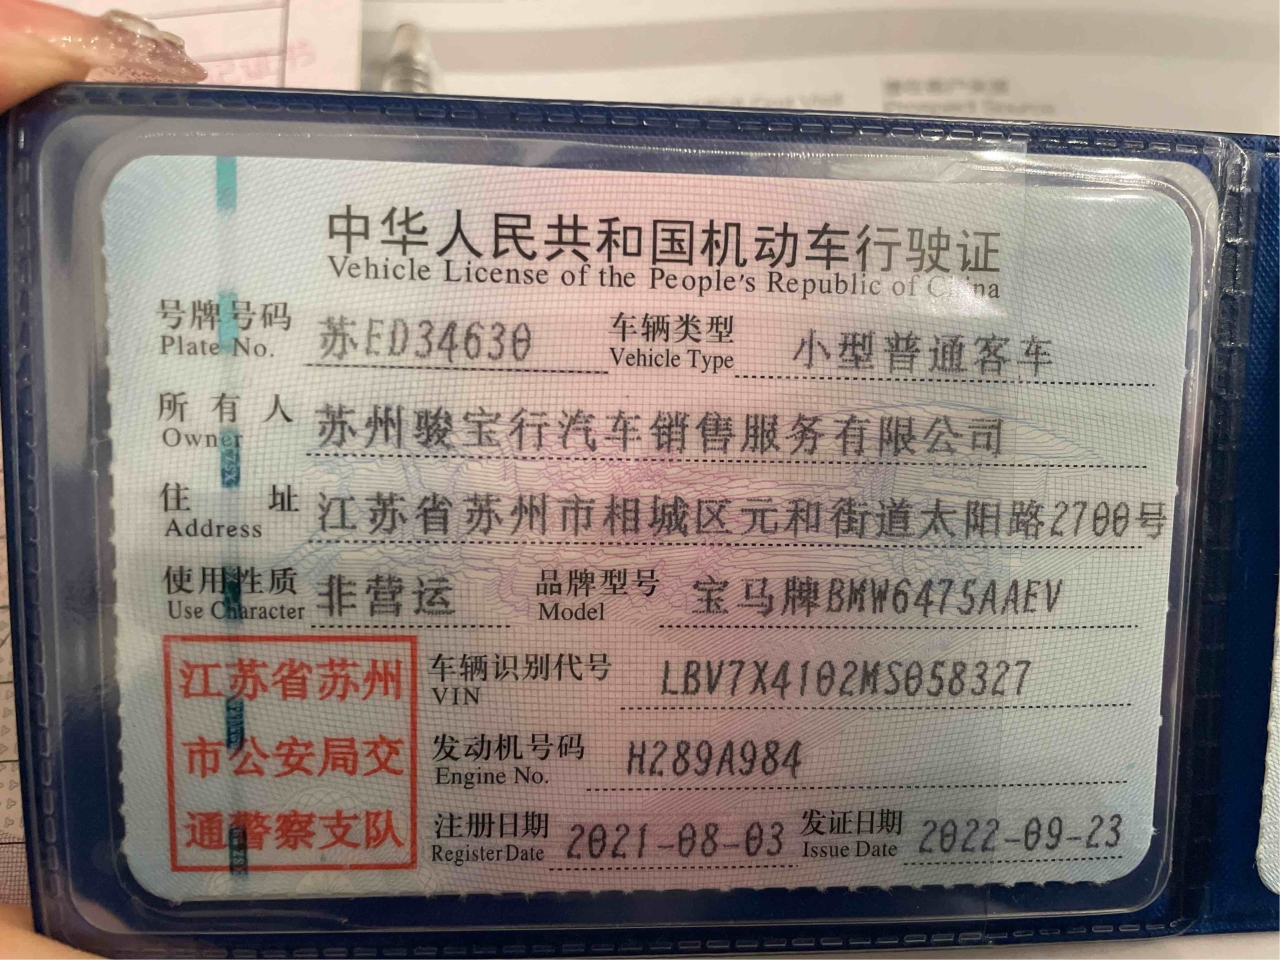 中华人民共和国机动车行驶证
Vehicle License of the People's Republic of China
号牌号码 苏ED34630 车辆类型 小型普通客车
Plate No. Vehicle Type
所有人 苏州骏宝行汽车销售服务有限公司
Owner
住址 江苏省苏州市相城区元和街道太阳路2700号
Address
使用性质 非营运 品牌型号 宝马牌BMW6475AAEV
Use Character Model
江苏省苏州
市公安局交
通警察支队
车辆识别代号 LBV7X4102MS058327
VIN
发动机号码 H289A984
Engine No.
注册日期 2021-08-03 发证日期 2022-09-23
Register Date Issue Date